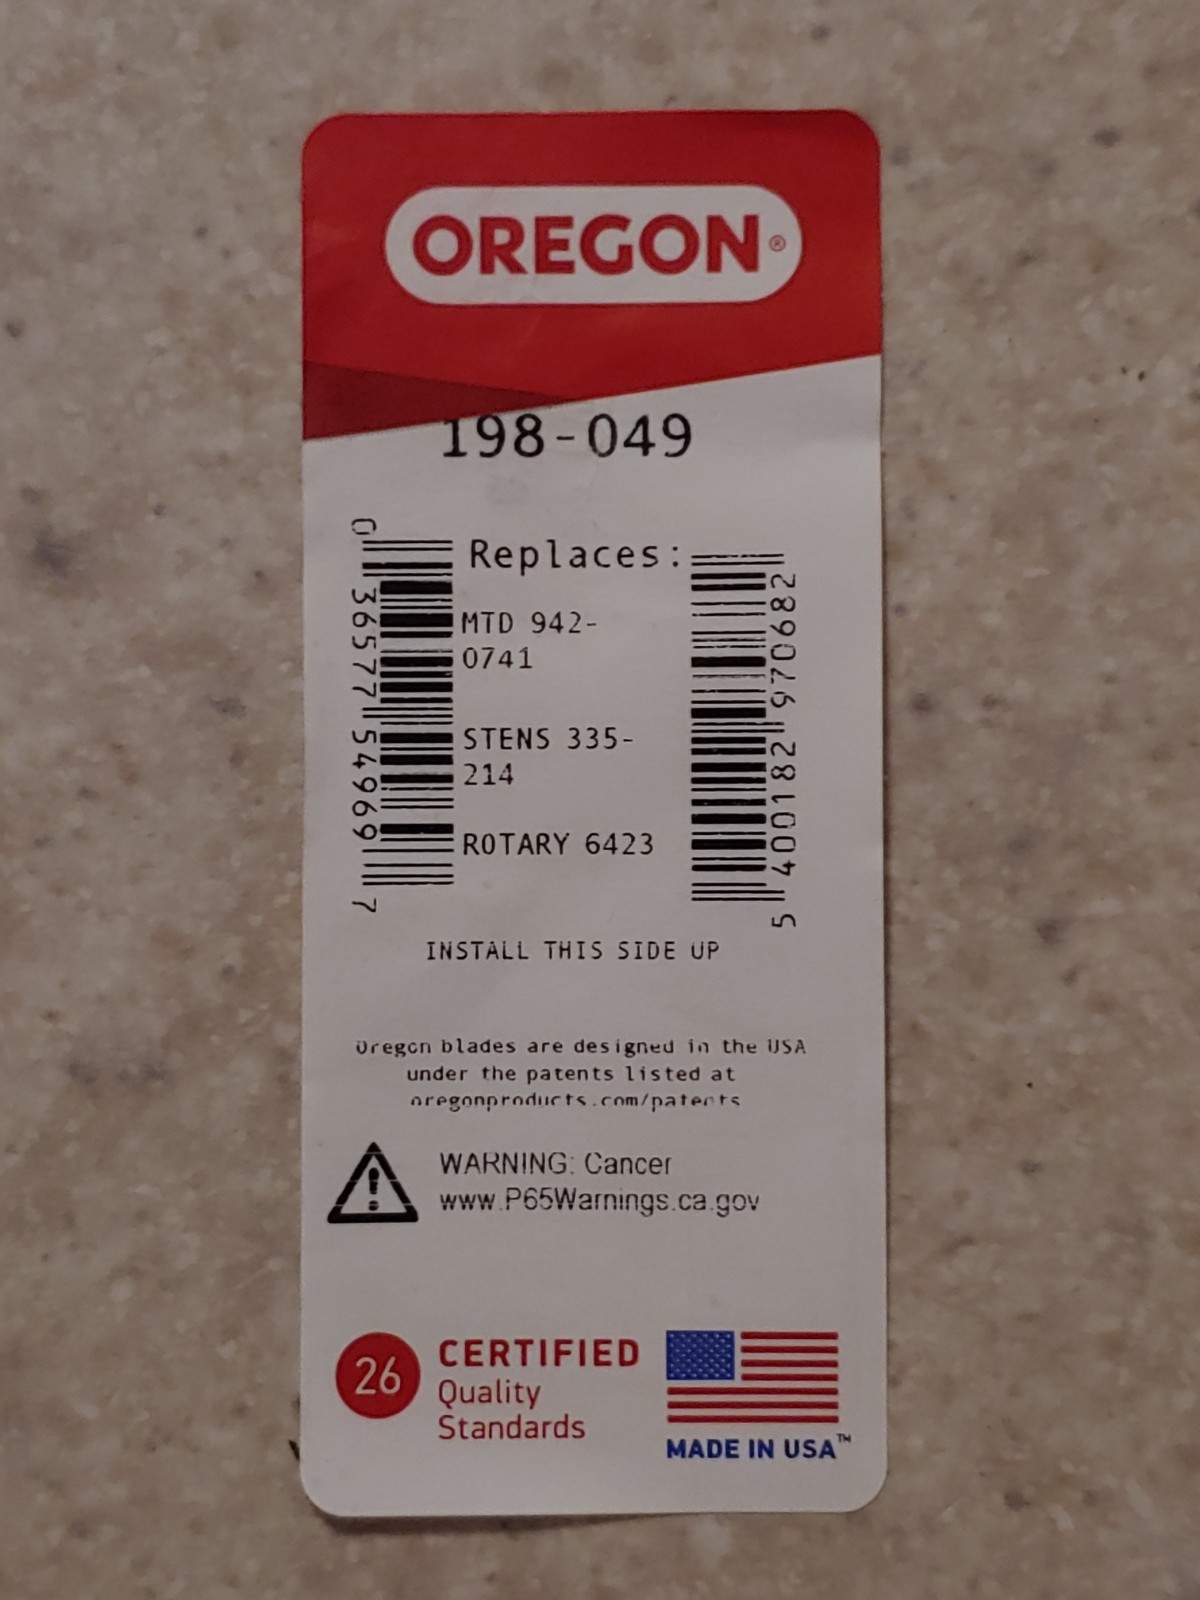 OREGON®
198-049
Replaces:
MTD 942-
0741
STENS 335-
214
ROTARY 6423
0 36577 54969 7
5 400182 970682
INSTALL THIS SIDE UP
Oregon blades are designed in the USA
under the patents listed at
oregonproducts.com/patents
WARNING: Cancer
www.P65Warnings.ca.gov
26
CERTIFIED
Quality
Standards
MADE IN USA™